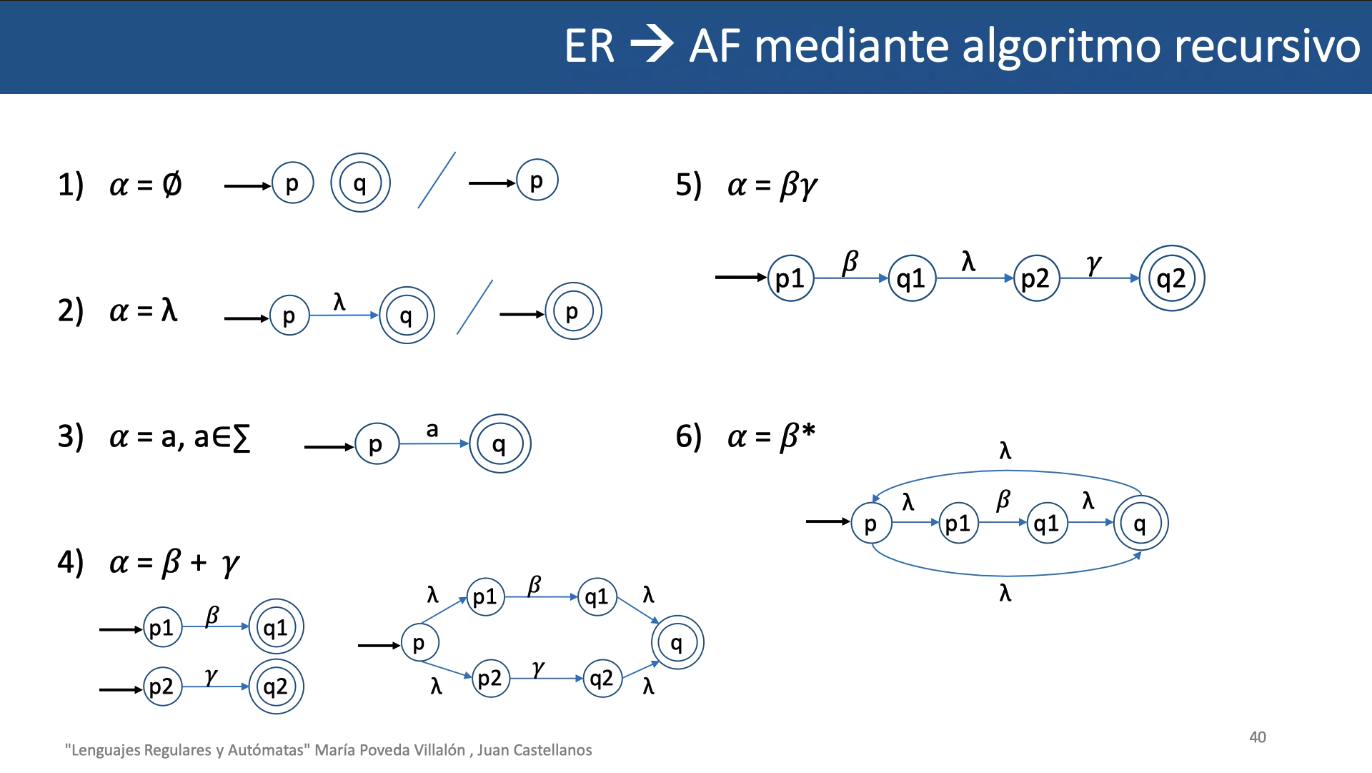 ER → AF mediante algoritmo recursivo
1) α = ∅
p q / p
2) α = λ
p λ q / p
3) α = a, a∈∑
p a q
4) α = β + γ
p1 β q1
p2 γ q2
λ p1 β q1 λ
p q
λ p2 γ q2 λ
5) α = βγ
p1 β q1 λ p2 γ q2
6) α = β*
λ
p λ p1 β q1 λ q
λ
"Lenguajes Regulares y Autómatas" María Poveda Villalón , Juan Castellanos
40